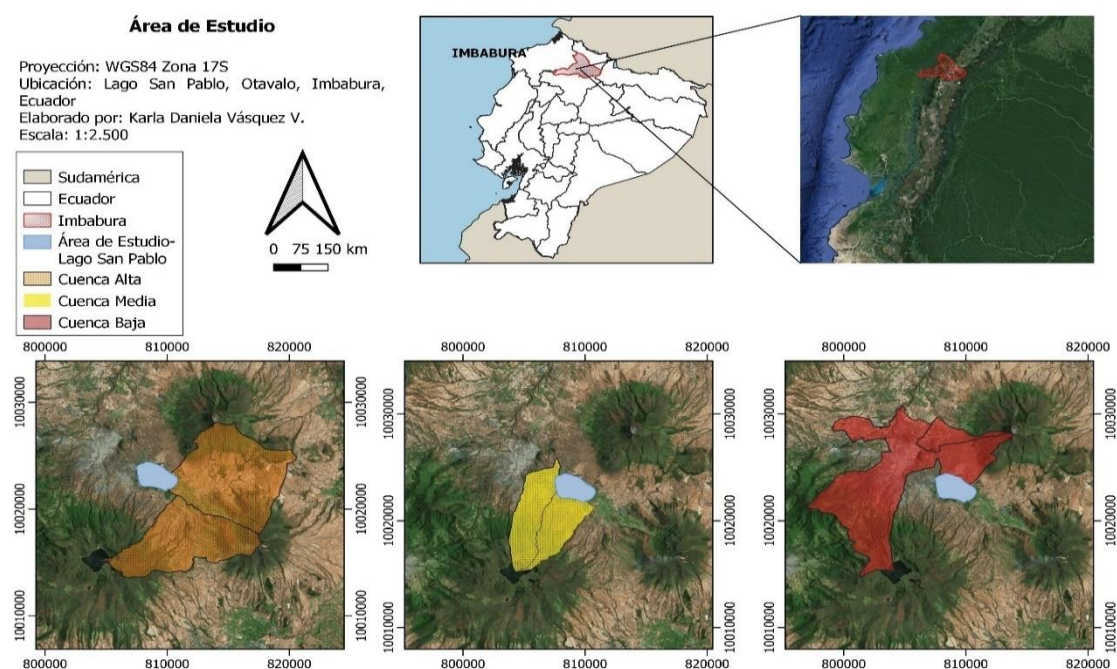 Área de Estudio
Proyección: WGS84 Zona 17S
Ubicación: Lago San Pablo, Otavalo, Imbabura,
Ecuador
Elaborado por: Karla Daniela Vásquez V.
Escala: 1:2.500
Sudamérica
Ecuador
Imbabura
Área de Estudio-
Lago San Pablo
Cuenca Alta
Cuenca Media
Cuenca Baja
0 75 150 km
IMBABURA
800000 810000 820000
10030000 10020000 10010000
10030000 10020000 10010000
800000 810000 820000
800000 810000 820000
10030000 10020000 10010000
10030000 10020000 10010000
800000 810000 820000
800000 810000 820000
10030000 10020000 10010000
10030000 10020000 10010000
800000 810000 820000